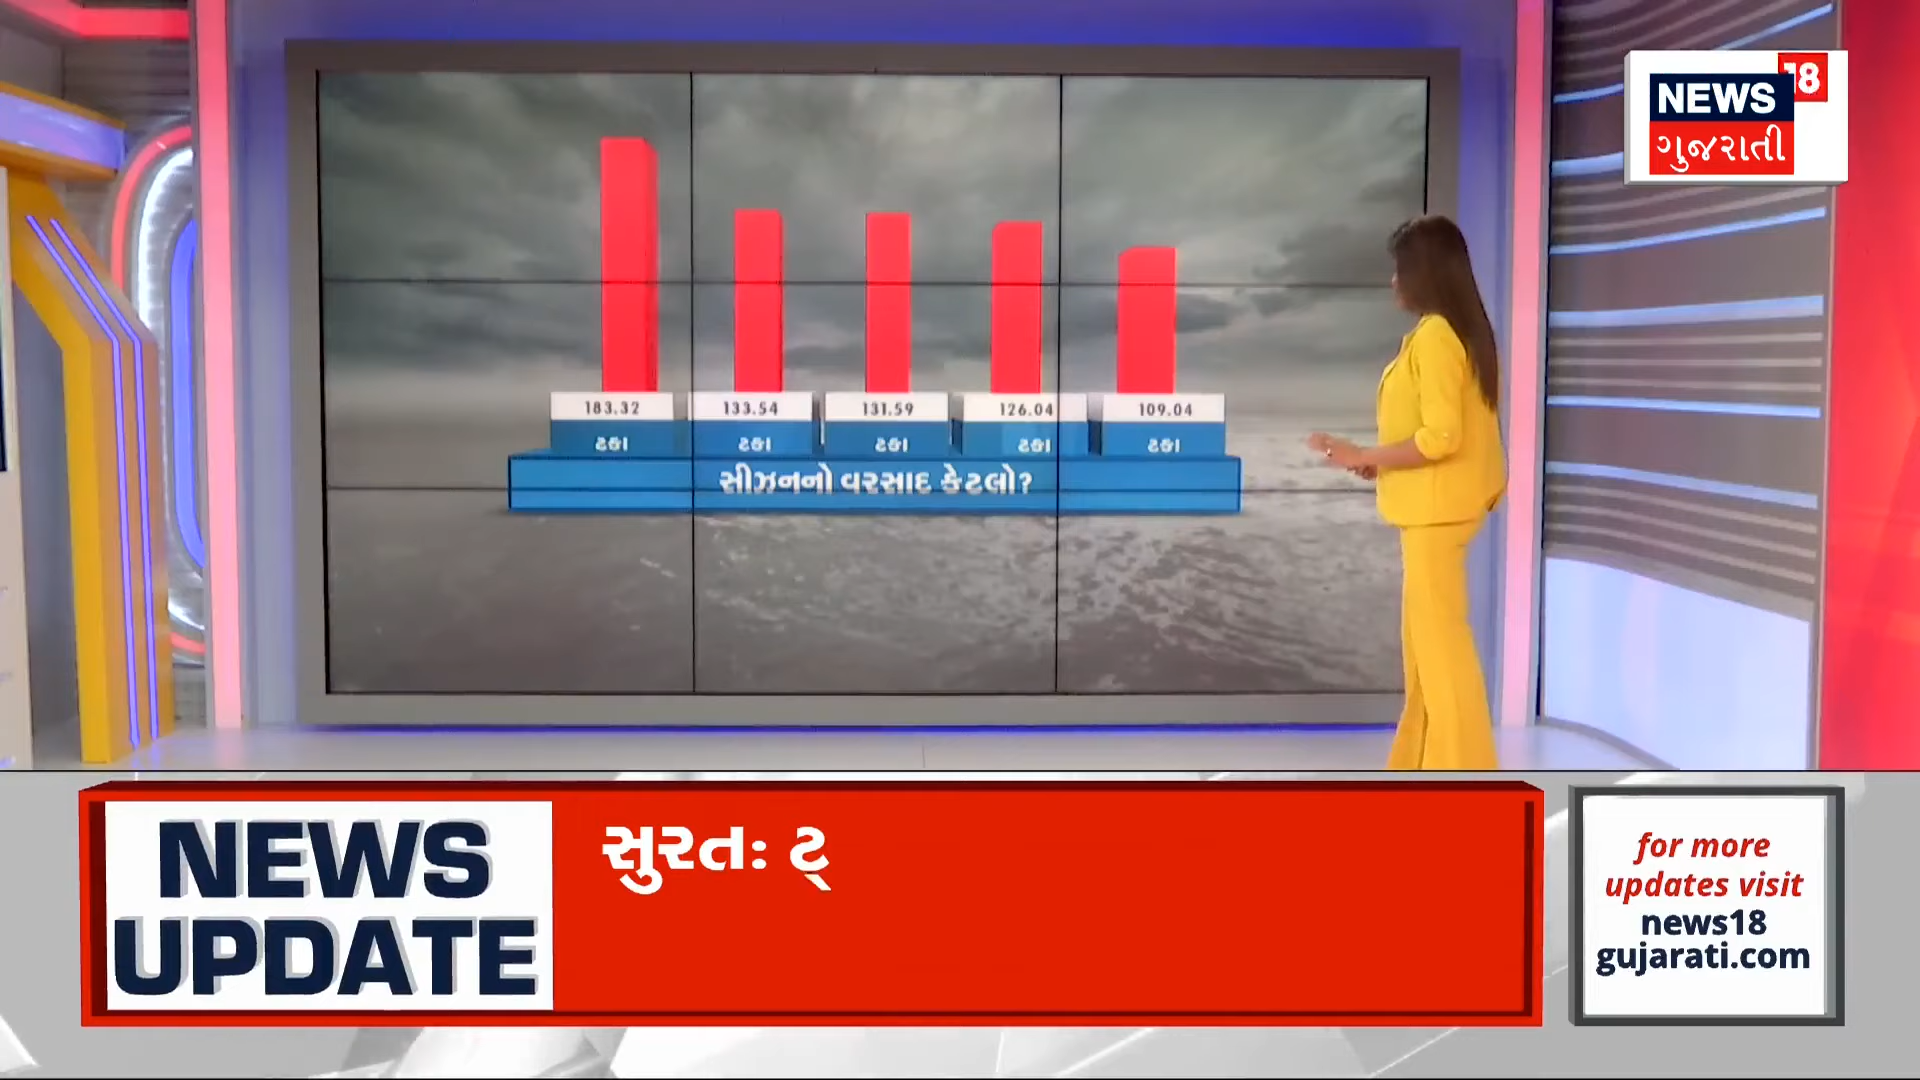 NEWS 18
ગુજરાતી
183.32 133.54 131.59 126.04 109.04
ટકા ટકા ટકા ટકા ટકા
સીઝનનો વરસાદ કેટલો?
NEWS
UPDATE
સુરતઃ ટ્
for more
updates visit
news18
gujarati.com